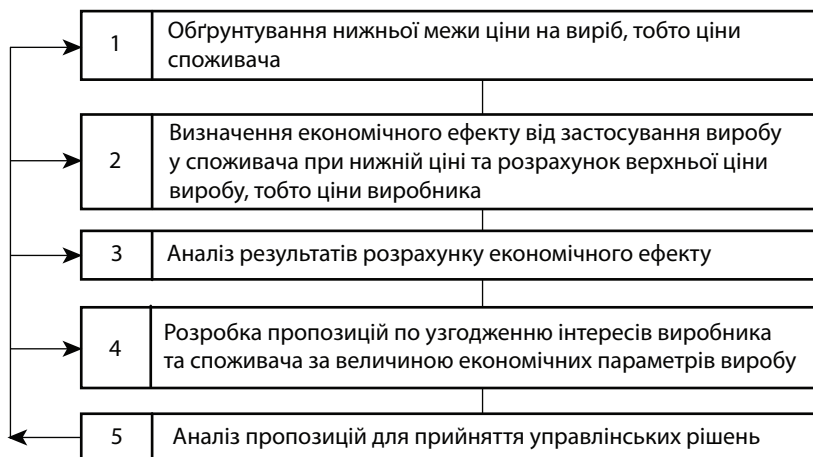 1 Обґрунтування нижньої межи ціни на виріб, тобто ціни
споживача
2 Визначення економічного ефекту від застосування виробу
у споживача при нижній ціні та розрахунок верхньої ціни
виробу, тобто ціни виробника
3 Аналіз результатів розрахунку економічного ефекту
4 Розробка пропозицій по узгодженню інтересів виробника
та споживача за величиною економічних параметрів виробу
5 Аналіз пропозицій для прийняття управлінських рішень